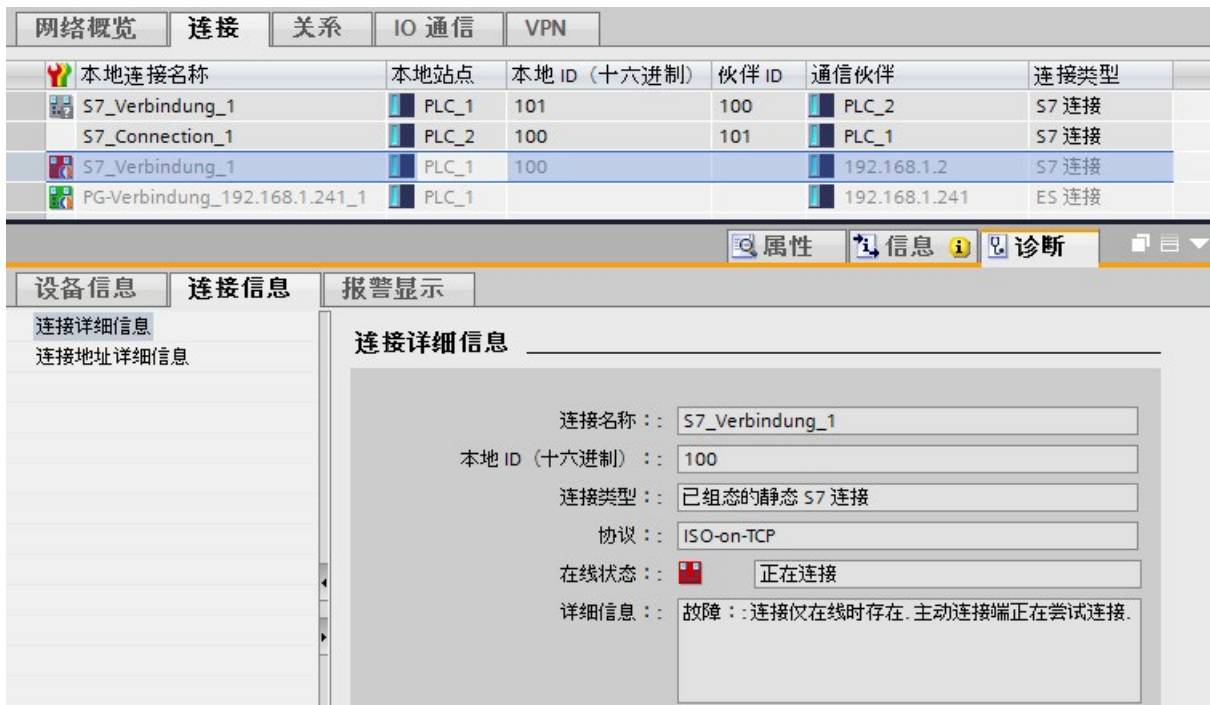 网络概览 连接 关系 IO 通信 VPN
本地连接名称 本地站点 本地 ID（十六进制） 伙伴 ID 通信伙伴 连接类型
S7_Verbindung_1 PLC_1 101 100 PLC_2 S7 连接
S7_Connection_1 PLC_2 100 101 PLC_1 S7 连接
S7_Verbindung_1 PLC_1 100 192.168.1.2 S7 连接
PG-Verbindung_192.168.1.241_1 PLC_1 192.168.1.241 ES 连接
属性 信息 诊断
设备信息 连接信息 报警显示
连接详细信息
连接地址详细信息
连接详细信息
连接名称：: S7_Verbindung_1
本地 ID（十六进制）：: 100
连接类型：: 已组态的静态 S7 连接
协议：: ISO-on-TCP
在线状态：: 正在连接
详细信息：: 故障：:连接仅在线时存在.主动连接端正在尝试连接.